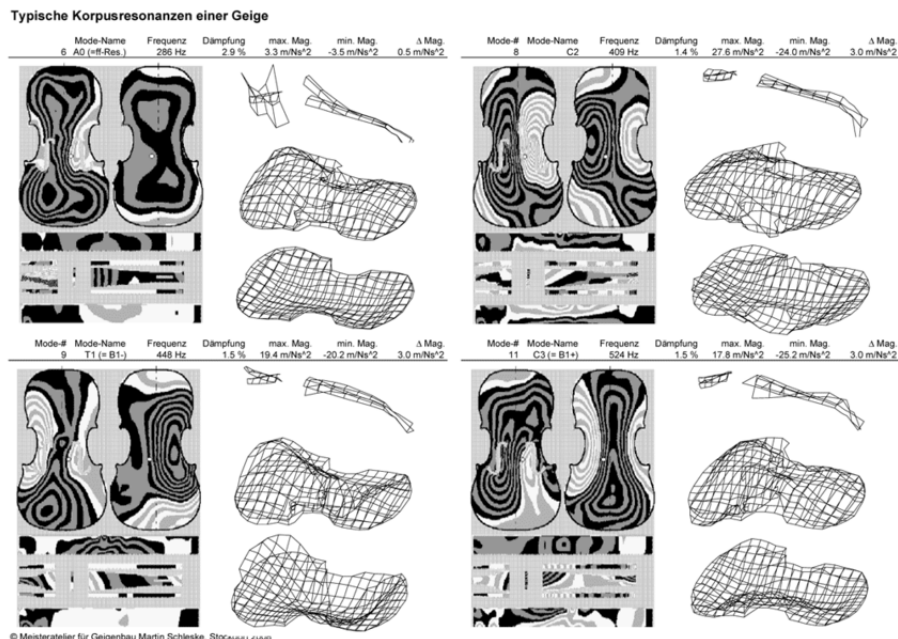 Typische Korpusresonanzen einer Geige
Mode-# Mode-Name Frequenz Dämpfung max. Mag. min. Mag. Δ Mag.
6 A0 (=ff-Res.) 286 Hz 2.9 % 3.3 m/Ns^2 -3.5 m/Ns^2 0.5 m/Ns^2
Mode-# Mode-Name Frequenz Dämpfung max. Mag. min. Mag. Δ Mag.
8 C2 409 Hz 1.4 % 27.6 m/Ns^2 -24.0 m/Ns^2 3.0 m/Ns^2
Mode-# Mode-Name Frequenz Dämpfung max. Mag. min. Mag. Δ Mag.
9 T1 (= B1-) 448 Hz 1.5 % 19.4 m/Ns^2 -20.2 m/Ns^2 3.0 m/Ns^2
Mode-# Mode-Name Frequenz Dämpfung max. Mag. min. Mag. Δ Mag.
11 C3 (= B1+) 524 Hz 1.5 % 17.8 m/Ns^2 -25.2 m/Ns^2 3.0 m/Ns^2
© Meisteratelier für Geigenbau Martin Schleske,